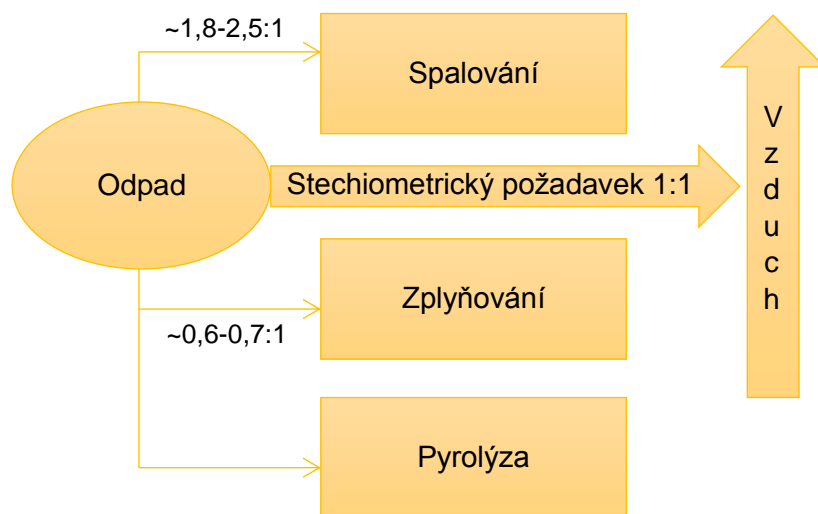 ~1,8-2,5:1
Spalování
Odpad
Stechiometrický požadavek 1:1
Zplyňování
~0,6-0,7:1
Pyrolýza
V
z
d
u
c
h